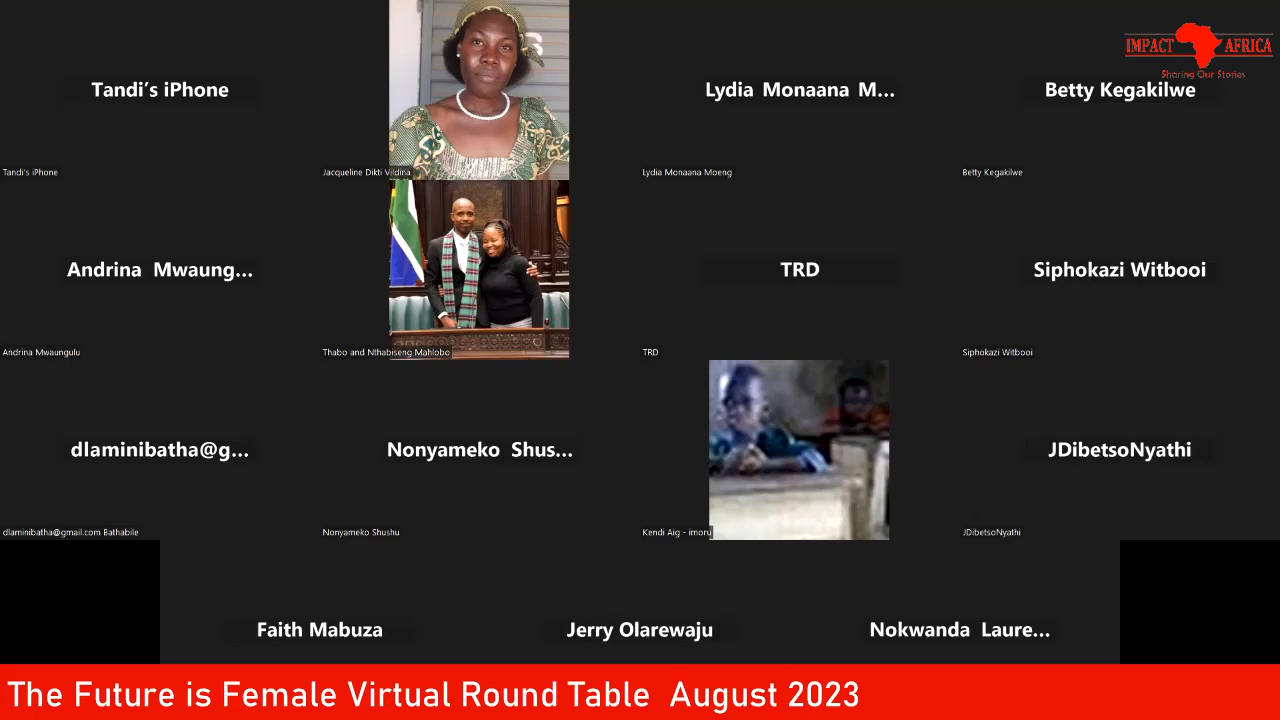 IMPACT AFRICA
Sharing Our Stories
Tandi's iPhone
Lydia Monaana M...
Betty Kegakilwe
Tandi's iPhone
Jacqueline Dikti Vildina
Lydia Monaana Moeng
Betty Kegakilwe
Andrina Mwaung...
TRD
Siphokazi Witbooi
Andrina Mwaungulu
Thabo and Nthabiseng Mahlobo
TRD
Siphokazi Witbooi
dlaminibatha@g...
Nonyameko Shus...
JDibetsoNyathi
dlaminibatha@gmail.com Bathabile
Nonyameko Shushu
Kendi Aig - imoru
JDibetsoNyathi
Faith Mabuza
Jerry Olarewaju
Nokwanda Laure...
The Future is Female Virtual Round Table August 2023